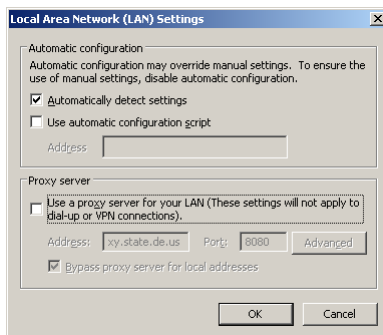 Local Area Network (LAN) Settings
Automatic configuration
Automatic configuration may override manual settings. To ensure the
use of manual settings, disable automatic configuration.
Automatically detect settings
Use automatic configuration script
Address
Proxy server
Use a proxy server for your LAN (These settings will not apply to
dial-up or VPN connections).
Address: xy.state.de.us Port: 8080 Advanced
Bypass proxy server for local addresses
OK Cancel